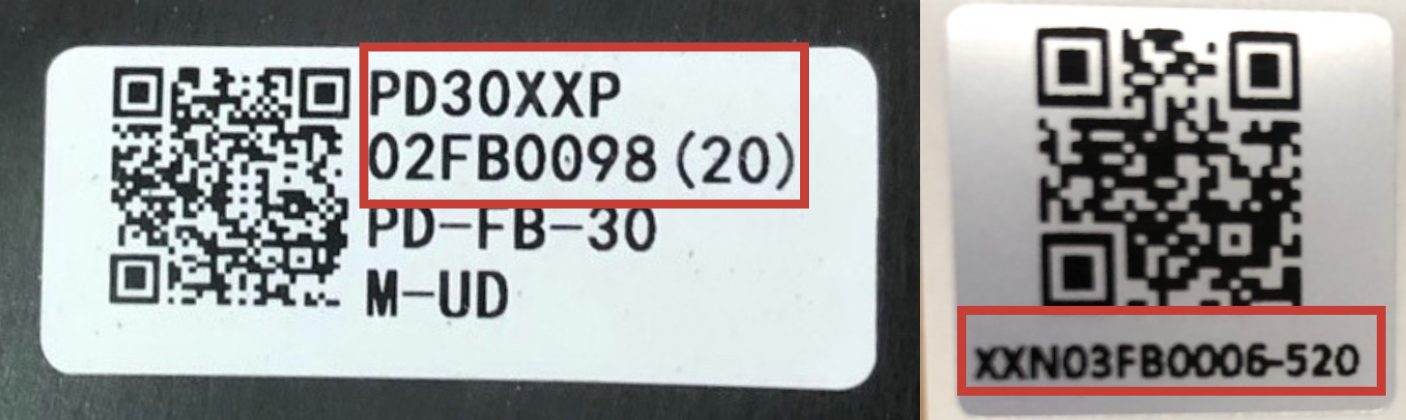 PD30XXP
02FB0098(20)
PD-FB-30
M-UD
XXN03FB0006-520